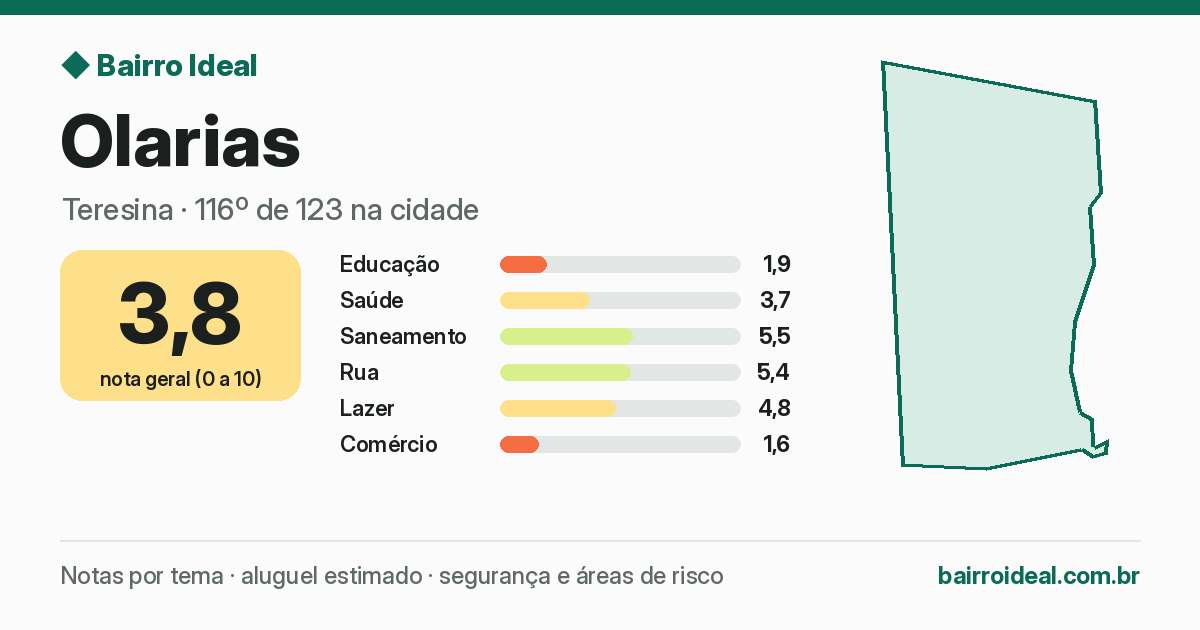 Bairro Ideal
Olarias
Teresina · 116º de 123 na cidade
3,8
nota geral (0 a 10)
Educação 1,9
Saúde 3,7
Saneamento 5,5
Rua 5,4
Lazer 4,8
Comércio 1,6
Notas por tema · aluguel estimado · segurança e áreas de risco
bairroideal.com.br